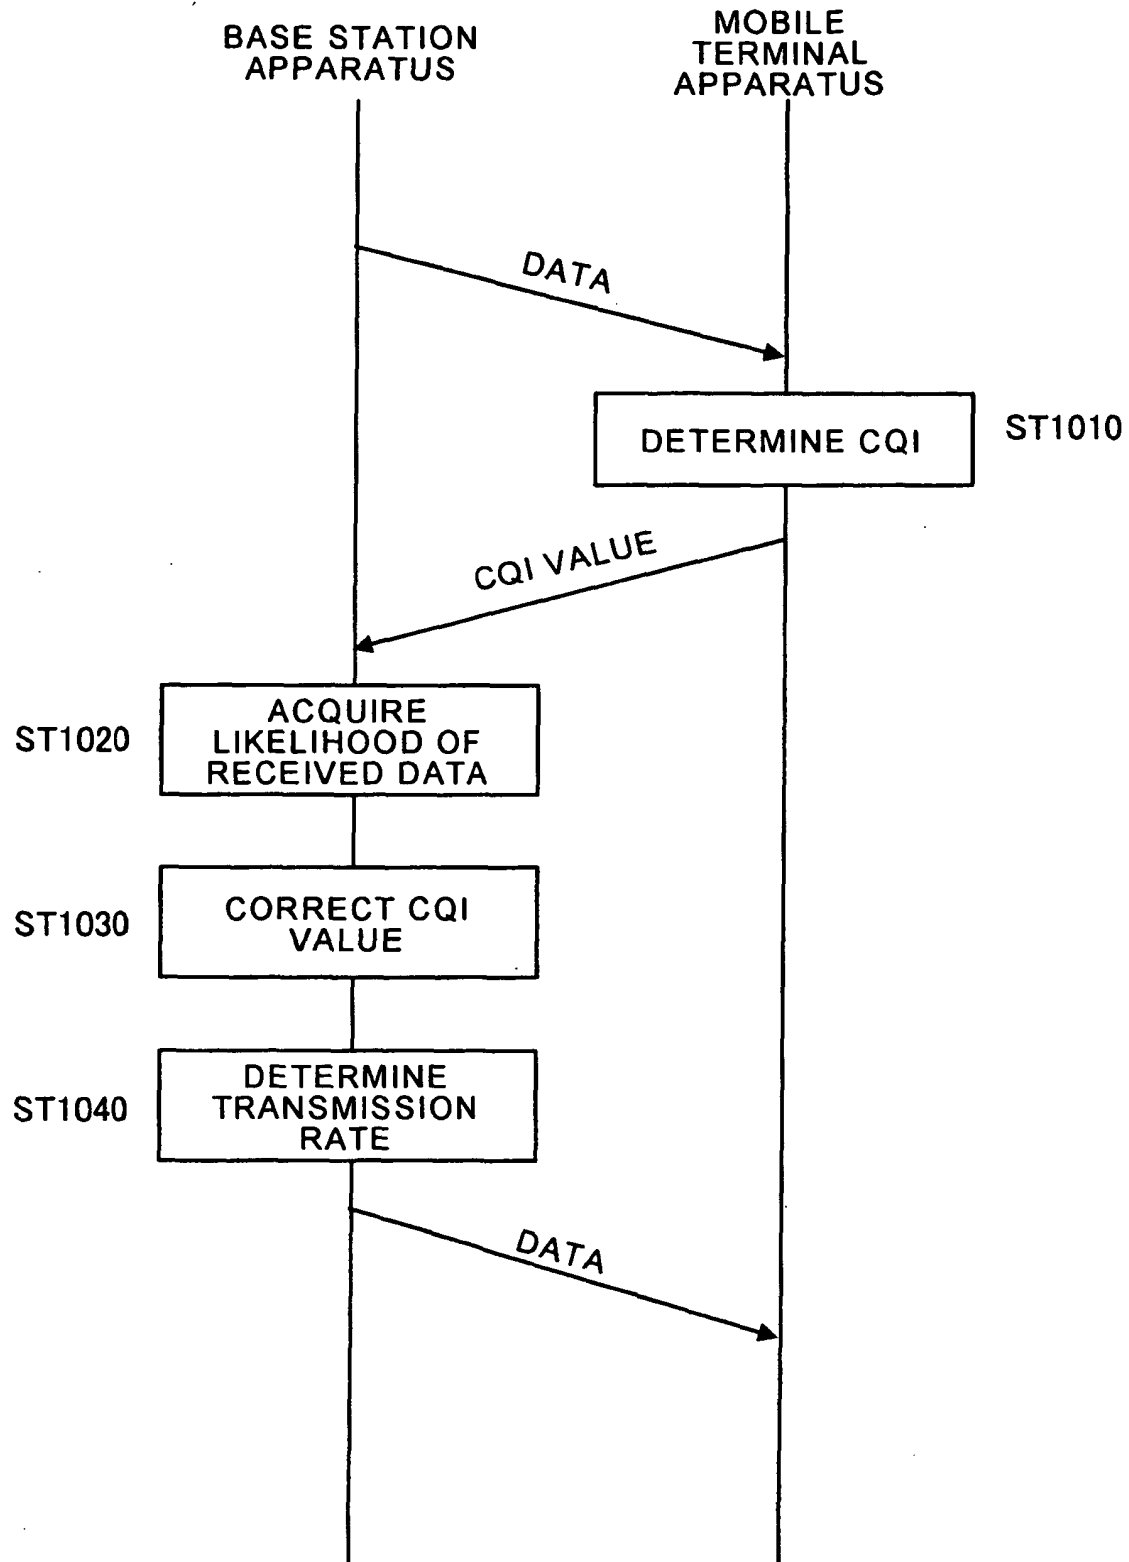 BASE STATION
APPARATUS
MOBILE
TERMINAL
APPARATUS
DATA
DETERMINE CQI
ST1010
CQI VALUE
ST1020
ACQUIRE
LIKELIHOOD OF
RECEIVED DATA
ST1030
CORRECT CQI
VALUE
ST1040
DETERMINE
TRANSMISSION
RATE
DATA